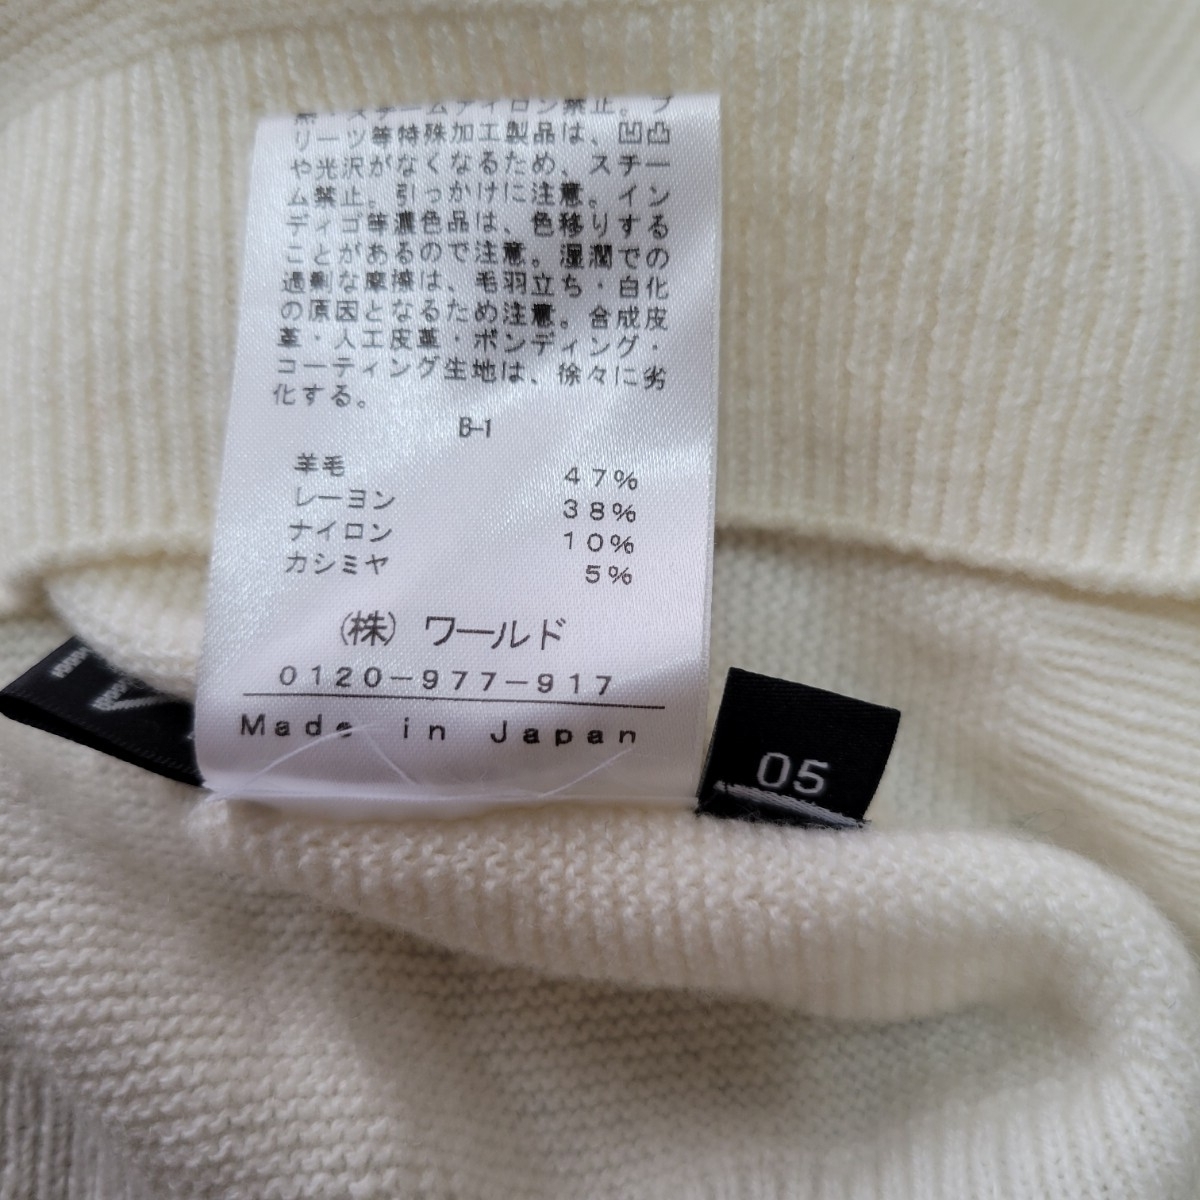 ・スチームアイロン禁止。プ
リーツ等特殊加工製品は、凹凸
や光沢がなくなるため、スチー
ム禁止。引っかけに注意。イン
ディゴ等濃色品は、色移りする
ことがあるので注意。湿潤での
過剰な摩擦は、毛羽立ち・白化
の原因となるため注意。合成皮
革・人工皮革・ボンディング・
コーティング生地は、徐々に劣
化する。
B-1
羊毛 47%
レーヨン 38%
ナイロン 10%
カシミヤ 5%
(株) ワールド
0120-977-917
Made in Japan
05